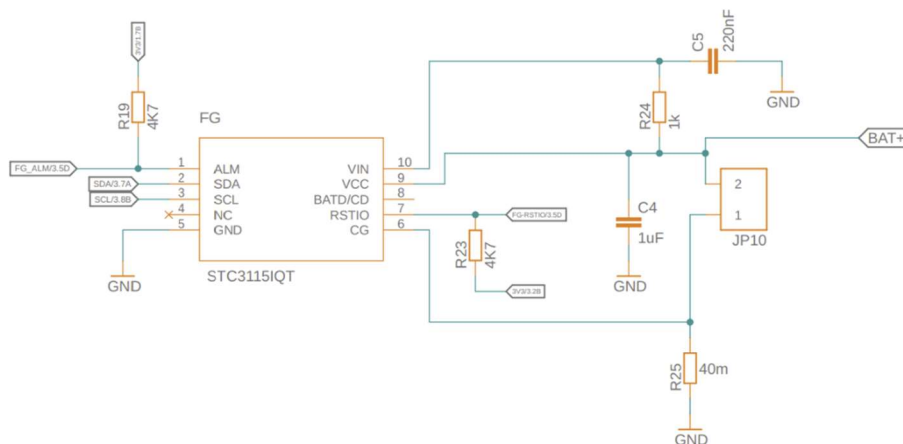 3V3/1.7B
R19
4K7
FG
FG_ALM/3.5D
SDA/3.7A
SCL/3.8B
1
2
3
4
5
ALM
SDA
SCL
NC
GND
VIN
VCC
BATD/CD
RSTIO
CG
10
9
8
7
6
STC3115IQT
GND
R23
4K7
FG-RSTIO/3.5D
3V3/3.2B
C5
220nF
GND
R24
1k
BAT+
C4
1uF
GND
2
1
JP10
R25
40m
GND